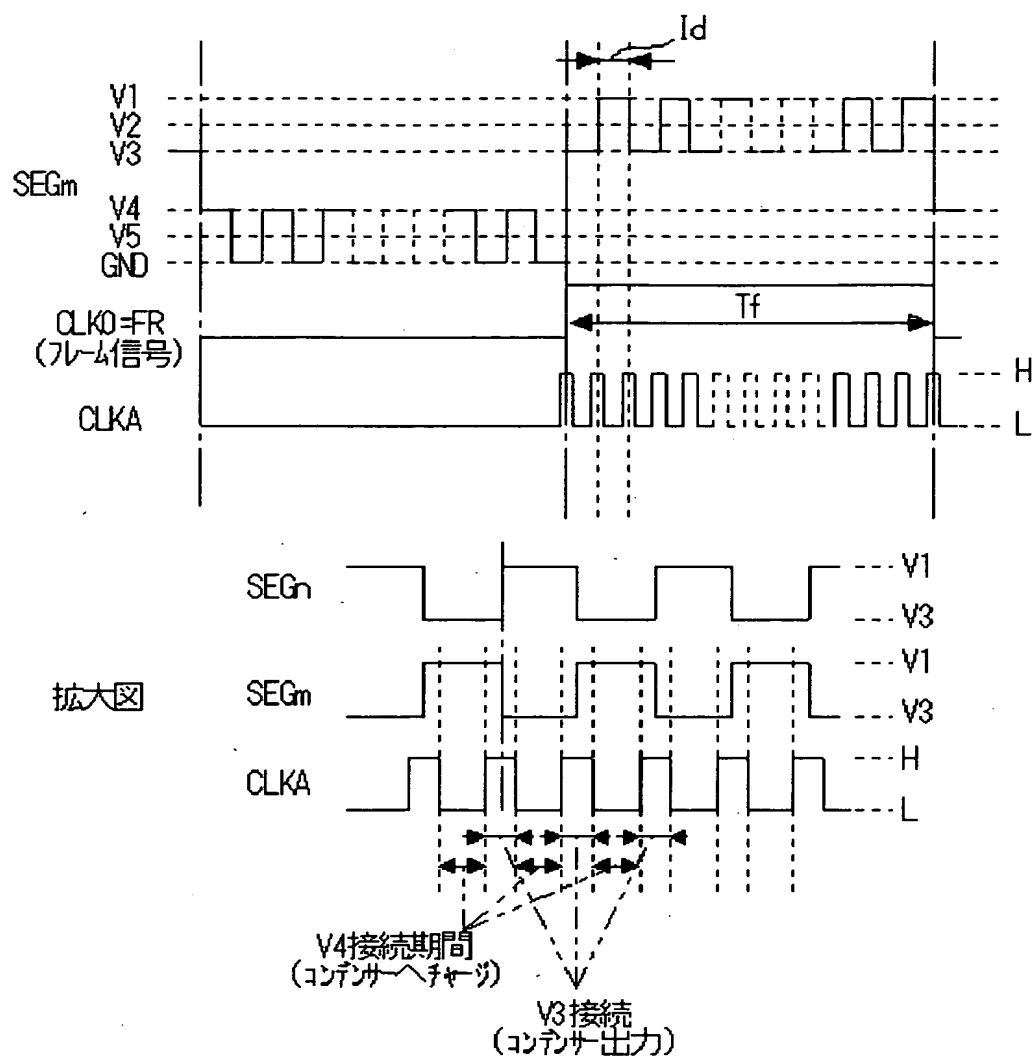 Id
V1
V2
V3
SEGm
V4
V5
GND
CLK0=FR
(フレーム信号)
Tf
CLKA
H
L
拡大図
SEGn
V1
V3
SEGm
V1
V3
CLKA
H
L
V4接続期間
(コンデンサーへチャージ)
V3接続
(コンデンサー出力)